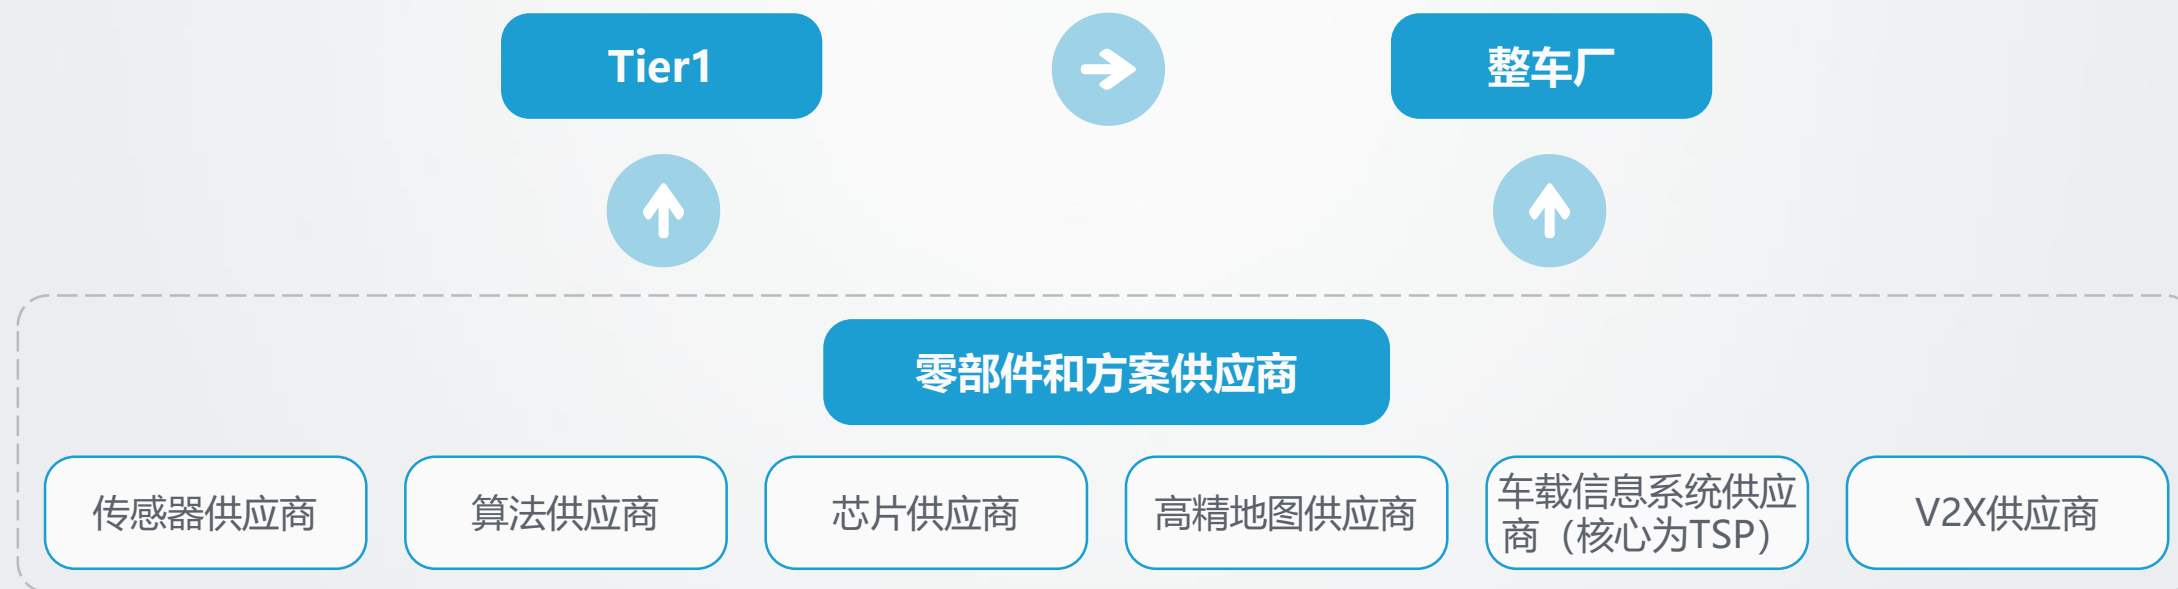 Tier1
整车厂
零部件和方案供应商
传感器供应商
算法供应商
芯片供应商
高精地图供应商
车载信息系统供应
商（核心为TSP）
V2X供应商